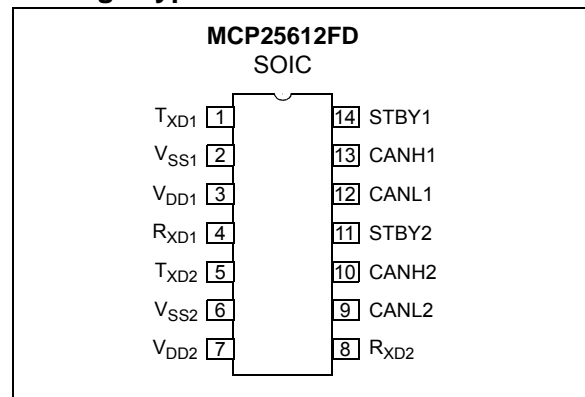 MCP25612FD
SOIC
TXD1 1 14 STBY1
VSS1 2 13 CANH1
VDD1 3 12 CANL1
RXD1 4 11 STBY2
TXD2 5 10 CANH2
VSS2 6 9 CANL2
VDD2 7 8 RXD2